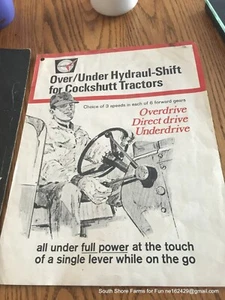 Over/Under Hydraul-Shift
for Cockshutt Tractors
Choice of 3 speeds in each of 6 forward gears
Overdrive
Direct drive
Underdrive
all under full power at the touch
of a single lever while on the go
South Shore Farms for Fun ne162429@gmail.com